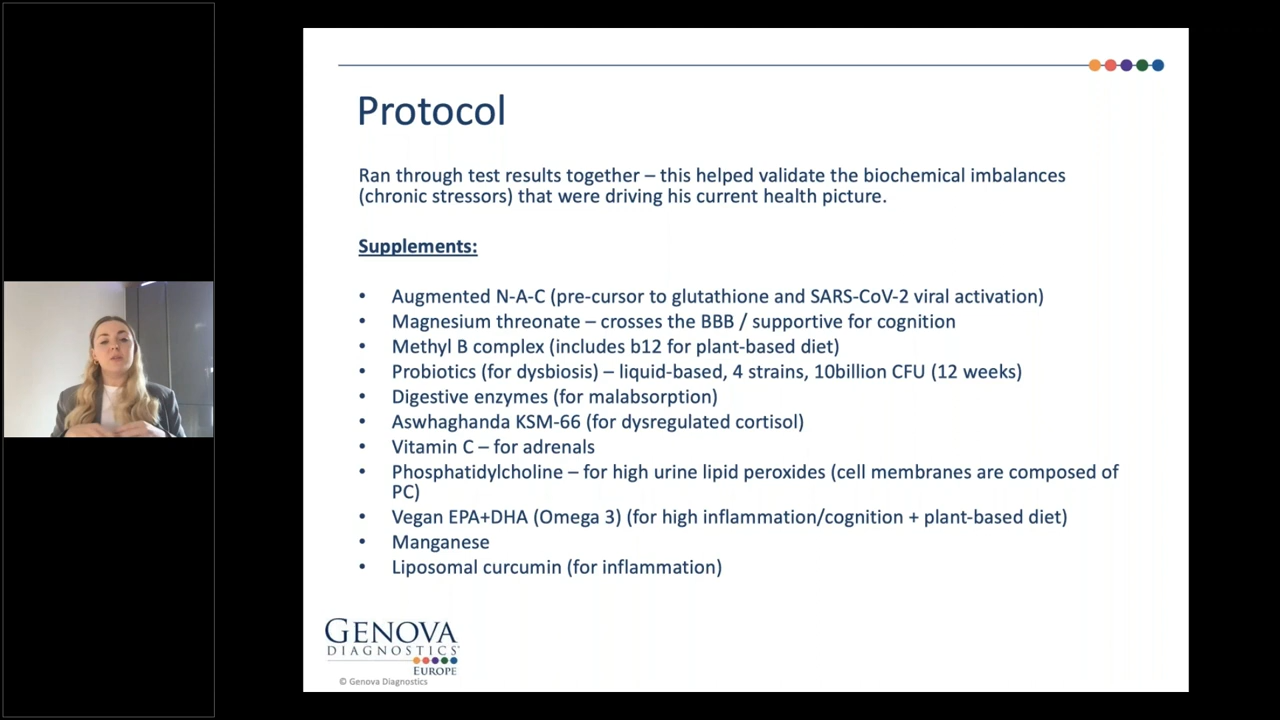 Protocol
Ran through test results together – this helped validate the biochemical imbalances
(chronic stressors) that were driving his current health picture.
Supplements:
• Augmented N-A-C (pre-cursor to glutathione and SARS-CoV-2 viral activation)
• Magnesium threonate – crosses the BBB / supportive for cognition
• Methyl B complex (includes b12 for plant-based diet)
• Probiotics (for dysbiosis) – liquid-based, 4 strains, 10billion CFU (12 weeks)
• Digestive enzymes (for malabsorption)
• Aswhaghanda KSM-66 (for dysregulated cortisol)
• Vitamin C – for adrenals
• Phosphatidylcholine – for high urine lipid peroxides (cell membranes are composed of
PC)
• Vegan EPA+DHA (Omega 3) (for high inflammation/cognition + plant-based diet)
• Manganese
• Liposomal curcumin (for inflammation)
GENOVA
DIAGNOSTICS
EUROPE
© Genova Diagnostics